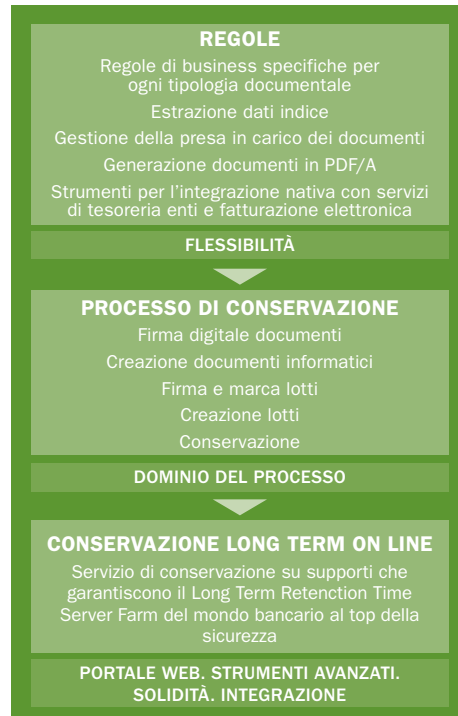 REGOLE
Regole di business specifiche per
ogni tipologia documentale
Estrazione dati indice
Gestione della presa in carico dei documenti
Generazione documenti in PDF/A
Strumenti per l'integrazione nativa con servizi
di tesoreria enti e fatturazione elettronica
FLESSIBILITÀ
PROCESSO DI CONSERVAZIONE
Firma digitale documenti
Creazione documenti informatici
Firma e marca lotti
Creazione lotti
Conservazione
DOMINIO DEL PROCESSO
CONSERVAZIONE LONG TERM ON LINE
Servizio di conservazione su supporti che
garantiscono il Long Term Retenction Time
Server Farm del mondo bancario al top della
sicurezza
PORTALE WEB. STRUMENTI AVANZATI.
SOLIDITÀ. INTEGRAZIONE